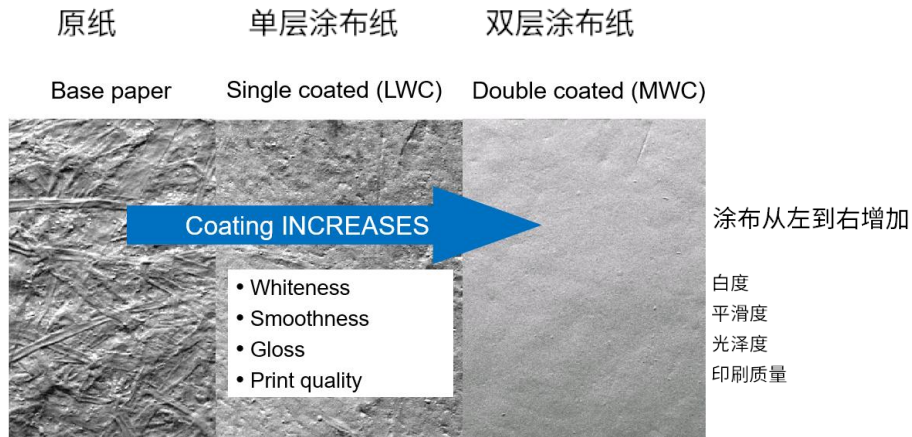 原纸
单层涂布纸
双层涂布纸
Base paper
Single coated (LWC)
Double coated (MWC)
Coating INCREASES
涂布从左到右增加
• Whiteness
• Smoothness
• Gloss
• Print quality
白度
平滑度
光泽度
印刷质量